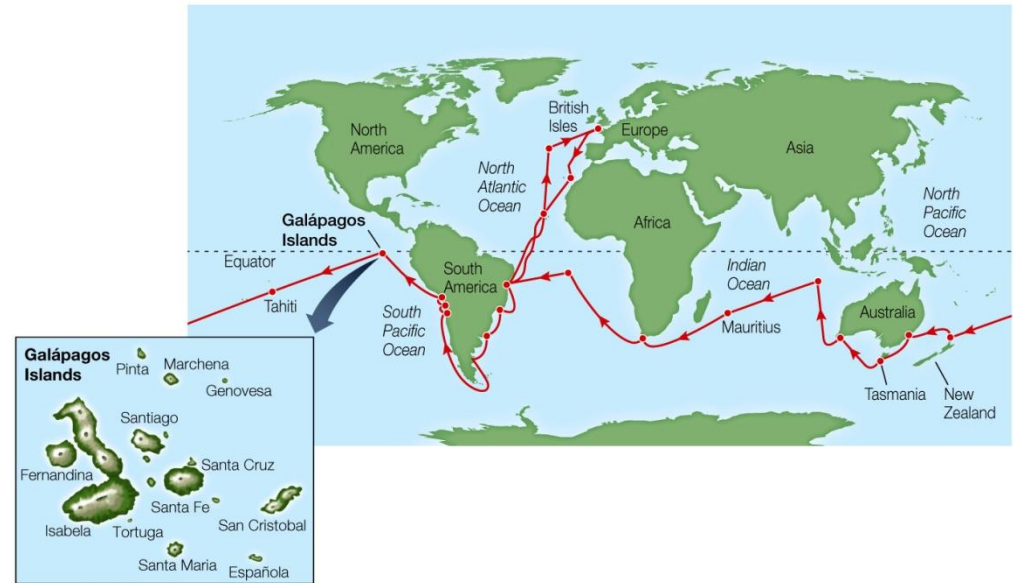 British
Isles
North
America
Europe
Asia
North
Atlantic
Ocean
North
Pacific
Ocean
Africa
Galápagos
Islands
Equator
South
America
Indian
Ocean
Tahiti
South
Pacific
Ocean
Mauritius
Australia
Tasmania
New
Zealand
Galápagos
Islands
Pinta
Marchena
Genovesa
Santiago
Santa Cruz
Fernandina
Santa Fe
Isabela
Tortuga
San Cristobal
Santa Maria
Española